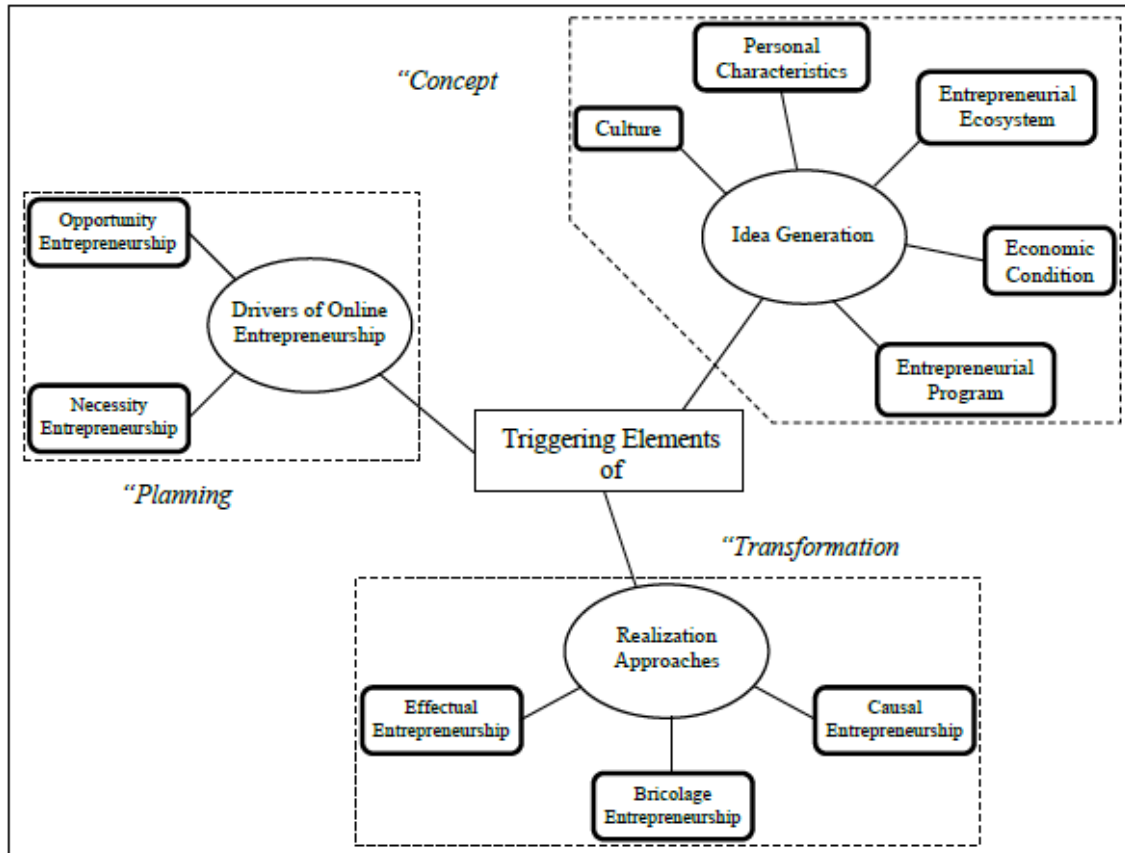 Personal
Characteristics
“Concept
Entrepreneurial
Ecosystem
Culture
Opportunity
Entrepreneurship
Idea Generation
Economic
Condition
Drivers of Online
Entrepreneurship
Entrepreneurial
Program
Necessity
Entrepreneurship
Triggering Elements
of
“Planning
“Transformation
Realization
Approaches
Effectual
Entrepreneurship
Causal
Entrepreneurship
Bricolage
Entrepreneurship